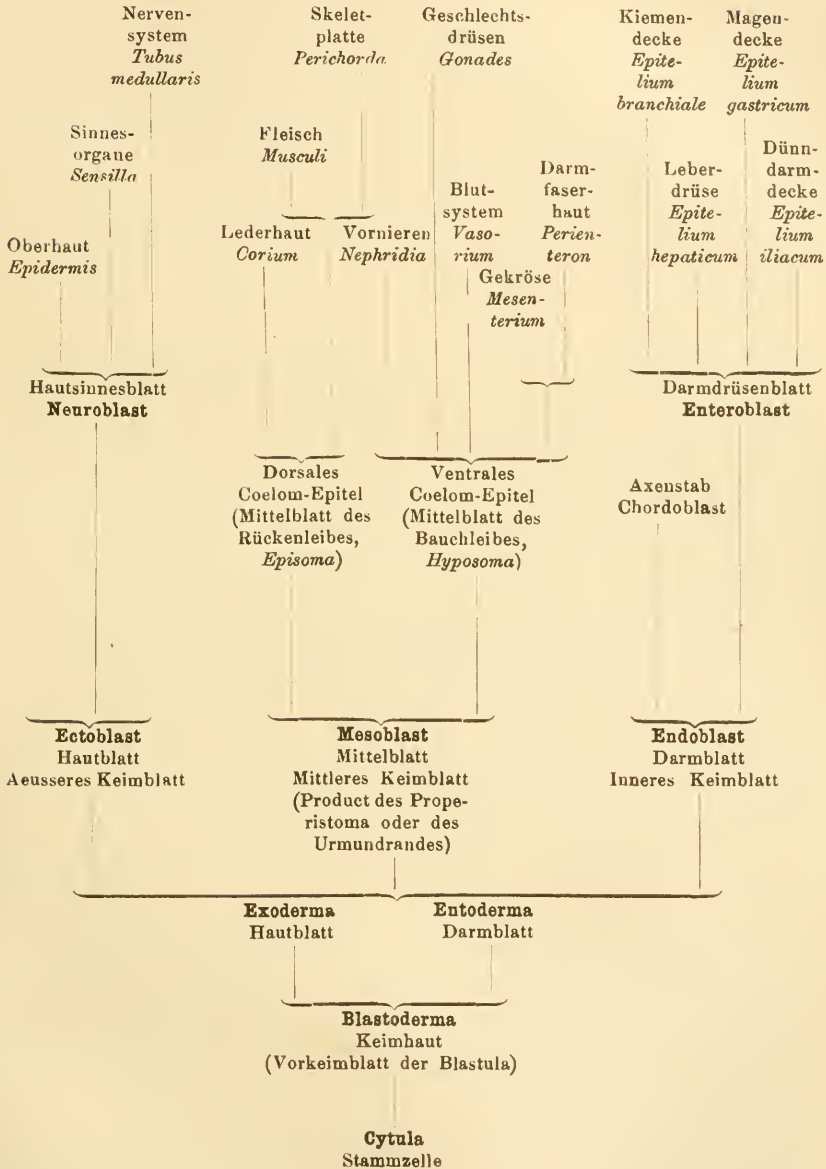 Nerven-
system
Tubus
medullaris
Skelet-
platte
Perichorda
Geschlechts-
drüsen
Gonades
Kiemen-
decke
Epite-
lium
branchiale
Magen-
decke
Epite-
lium
gastricum
Sinnes-
organe
Sensilla
Fleisch
Musculi
Oberhaut
Epidermis
Lederhaut
Corium
Vornieren
Nephridia
Blut-
system
Vaso-
rium
Darm-
faser-
haut
Perien-
teron
Gekröse
Mesen-
terium
Leber-
drüse
Epite-
lium
hepaticum
Dünn-
darm-
decke
Epite-
lium
iliacum
Hautsinnesblatt
Neuroblast
Darmdrüsenblatt
Enteroblast
Dorsales
Coelom-Epitel
(Mittelblatt des
Rückenleibes,
Episoma)
Ventrales
Coelom-Epitel
(Mittelblatt des
Bauchleibes,
Hyposoma)
Axenstab
Chordoblast
Ectoblast
Hautblatt
Aeusseres Keimblatt
Mesoblast
Mittelblatt
Mittleres Keimblatt
(Product des Prope-
ristoma oder des
Urmundrandes)
Endoblast
Darmblatt
Inneres Keimblatt
Exoderma
Hautblatt
Entoderma
Darmblatt
Blastoderma
Keimhaut
(Vorkeimblatt der Blastula)
Cytula
Stammzelle